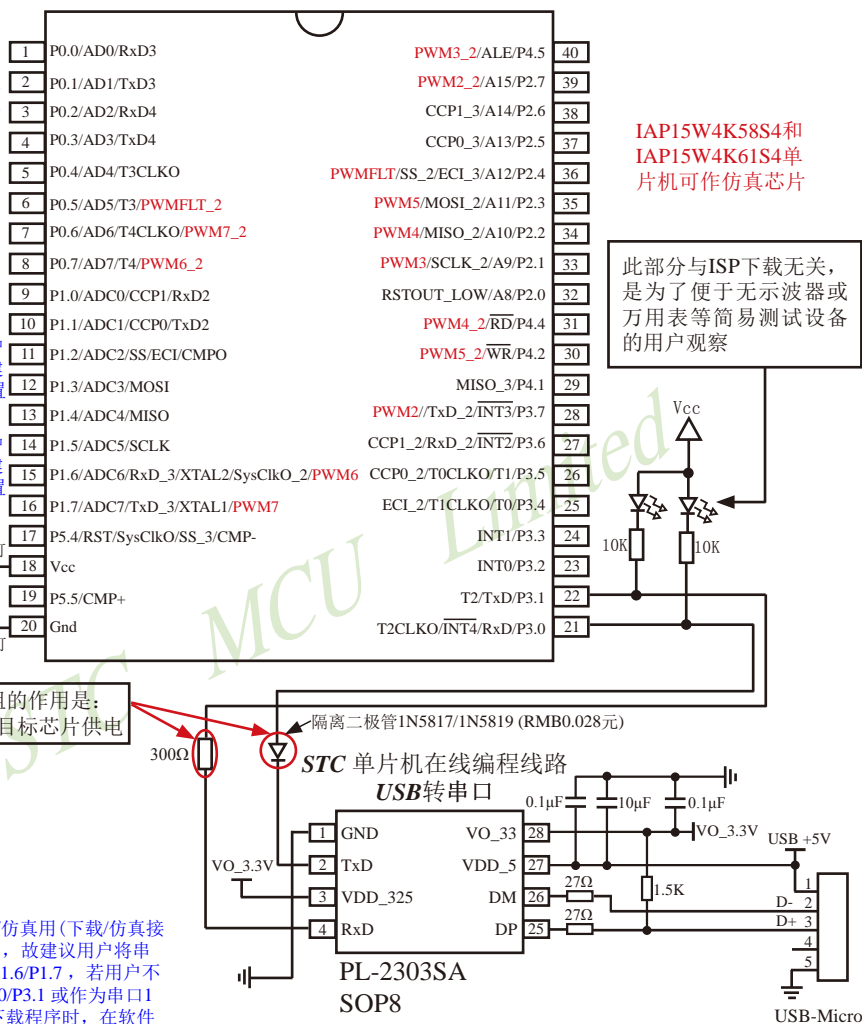 1 P0.0/AD0/RxD3
2 P0.1/AD1/TxD3
3 P0.2/AD2/RxD4
4 P0.3/AD3/TxD4
5 P0.4/AD4/T3CLKO
6 P0.5/AD5/T3/PWMFLT_2
7 P0.6/AD6/T4CLKO/PWM7_2
8 P0.7/AD7/T4/PWM6_2
9 P1.0/ADC0/CCP1/RxD2
10 P1.1/ADC1/CCP0/TxD2
11 P1.2/ADC2/SS/ECI/CMPO
12 P1.3/ADC3/MOSI
13 P1.4/ADC4/MISO
14 P1.5/ADC5/SCLK
15 P1.6/ADC6/RxD_3/XTAL2/SysClkO_2/PWM6
16 P1.7/ADC7/TxD_3/XTAL1/PWM7
17 P5.4/RST/SysClkO/SS_3/CMP-
18 Vcc
19 P5.5/CMP+
20 Gnd
PWM3_2/ALE/P4.5 40
PWM2_2/A15/P2.7 39
CCP1_3/A14/P2.6 38
CCP0_3/A13/P2.5 37
PWMFLT/SS_2/ECI_3/A12/P2.4 36
PWM5/MOSI_2/A11/P2.3 35
PWM4/MISO_2/A10/P2.2 34
PWM3/SCLK_2/A9/P2.1 33
RSTOUT_LOW/A8/P2.0 32
PWM4_2/RD/P4.4 31
PWM5_2/WR/P4.2 30
MISO_3/P4.1 29
PWM2//TxD_2/INT3/P3.7 28
CCP1_2/RxD_2/INT2/P3.6 27
CCP0_2/T0CLKO/T1/P3.5 26
ECI_2/T1CLKO/T0/P3.4 25
INT1/P3.3 24
INT0/P3.2 23
T2/TxD/P3.1 22
T2CLKO/INT4/RxD/P3.0 21
IAP15W4K58S4和
IAP15W4K61S4单
片机可作仿真芯片
此部分与ISP下载无关，
是为了便于无示波器或
万用表等简易测试设备
的用户观察
Vcc
10K
10K
STC MCU Limited
的作用是：
目标芯片供电
300Ω
隔离二极管1N5817/1N5819 (RMB0.028元)
STC 单片机在线编程线路
USB转串口
0.1μF
10μF
0.1μF
VO_3.3V
USB +5V
VO_3.3V
1 GND
2 TxD
3 VDD_325
4 RxD
VO_33 28
VDD_5 27
DM 26
DP 25
27Ω
27Ω
1.5K
D-
D+
1
2
3
4
5
PL-2303SA
SOP8
USB-Micro
仿真用(下载/仿真接
，故建议用户将串
1.6/P1.7 ，若用户不
0/P3.1 或作为串口1
下载程序时，在软件